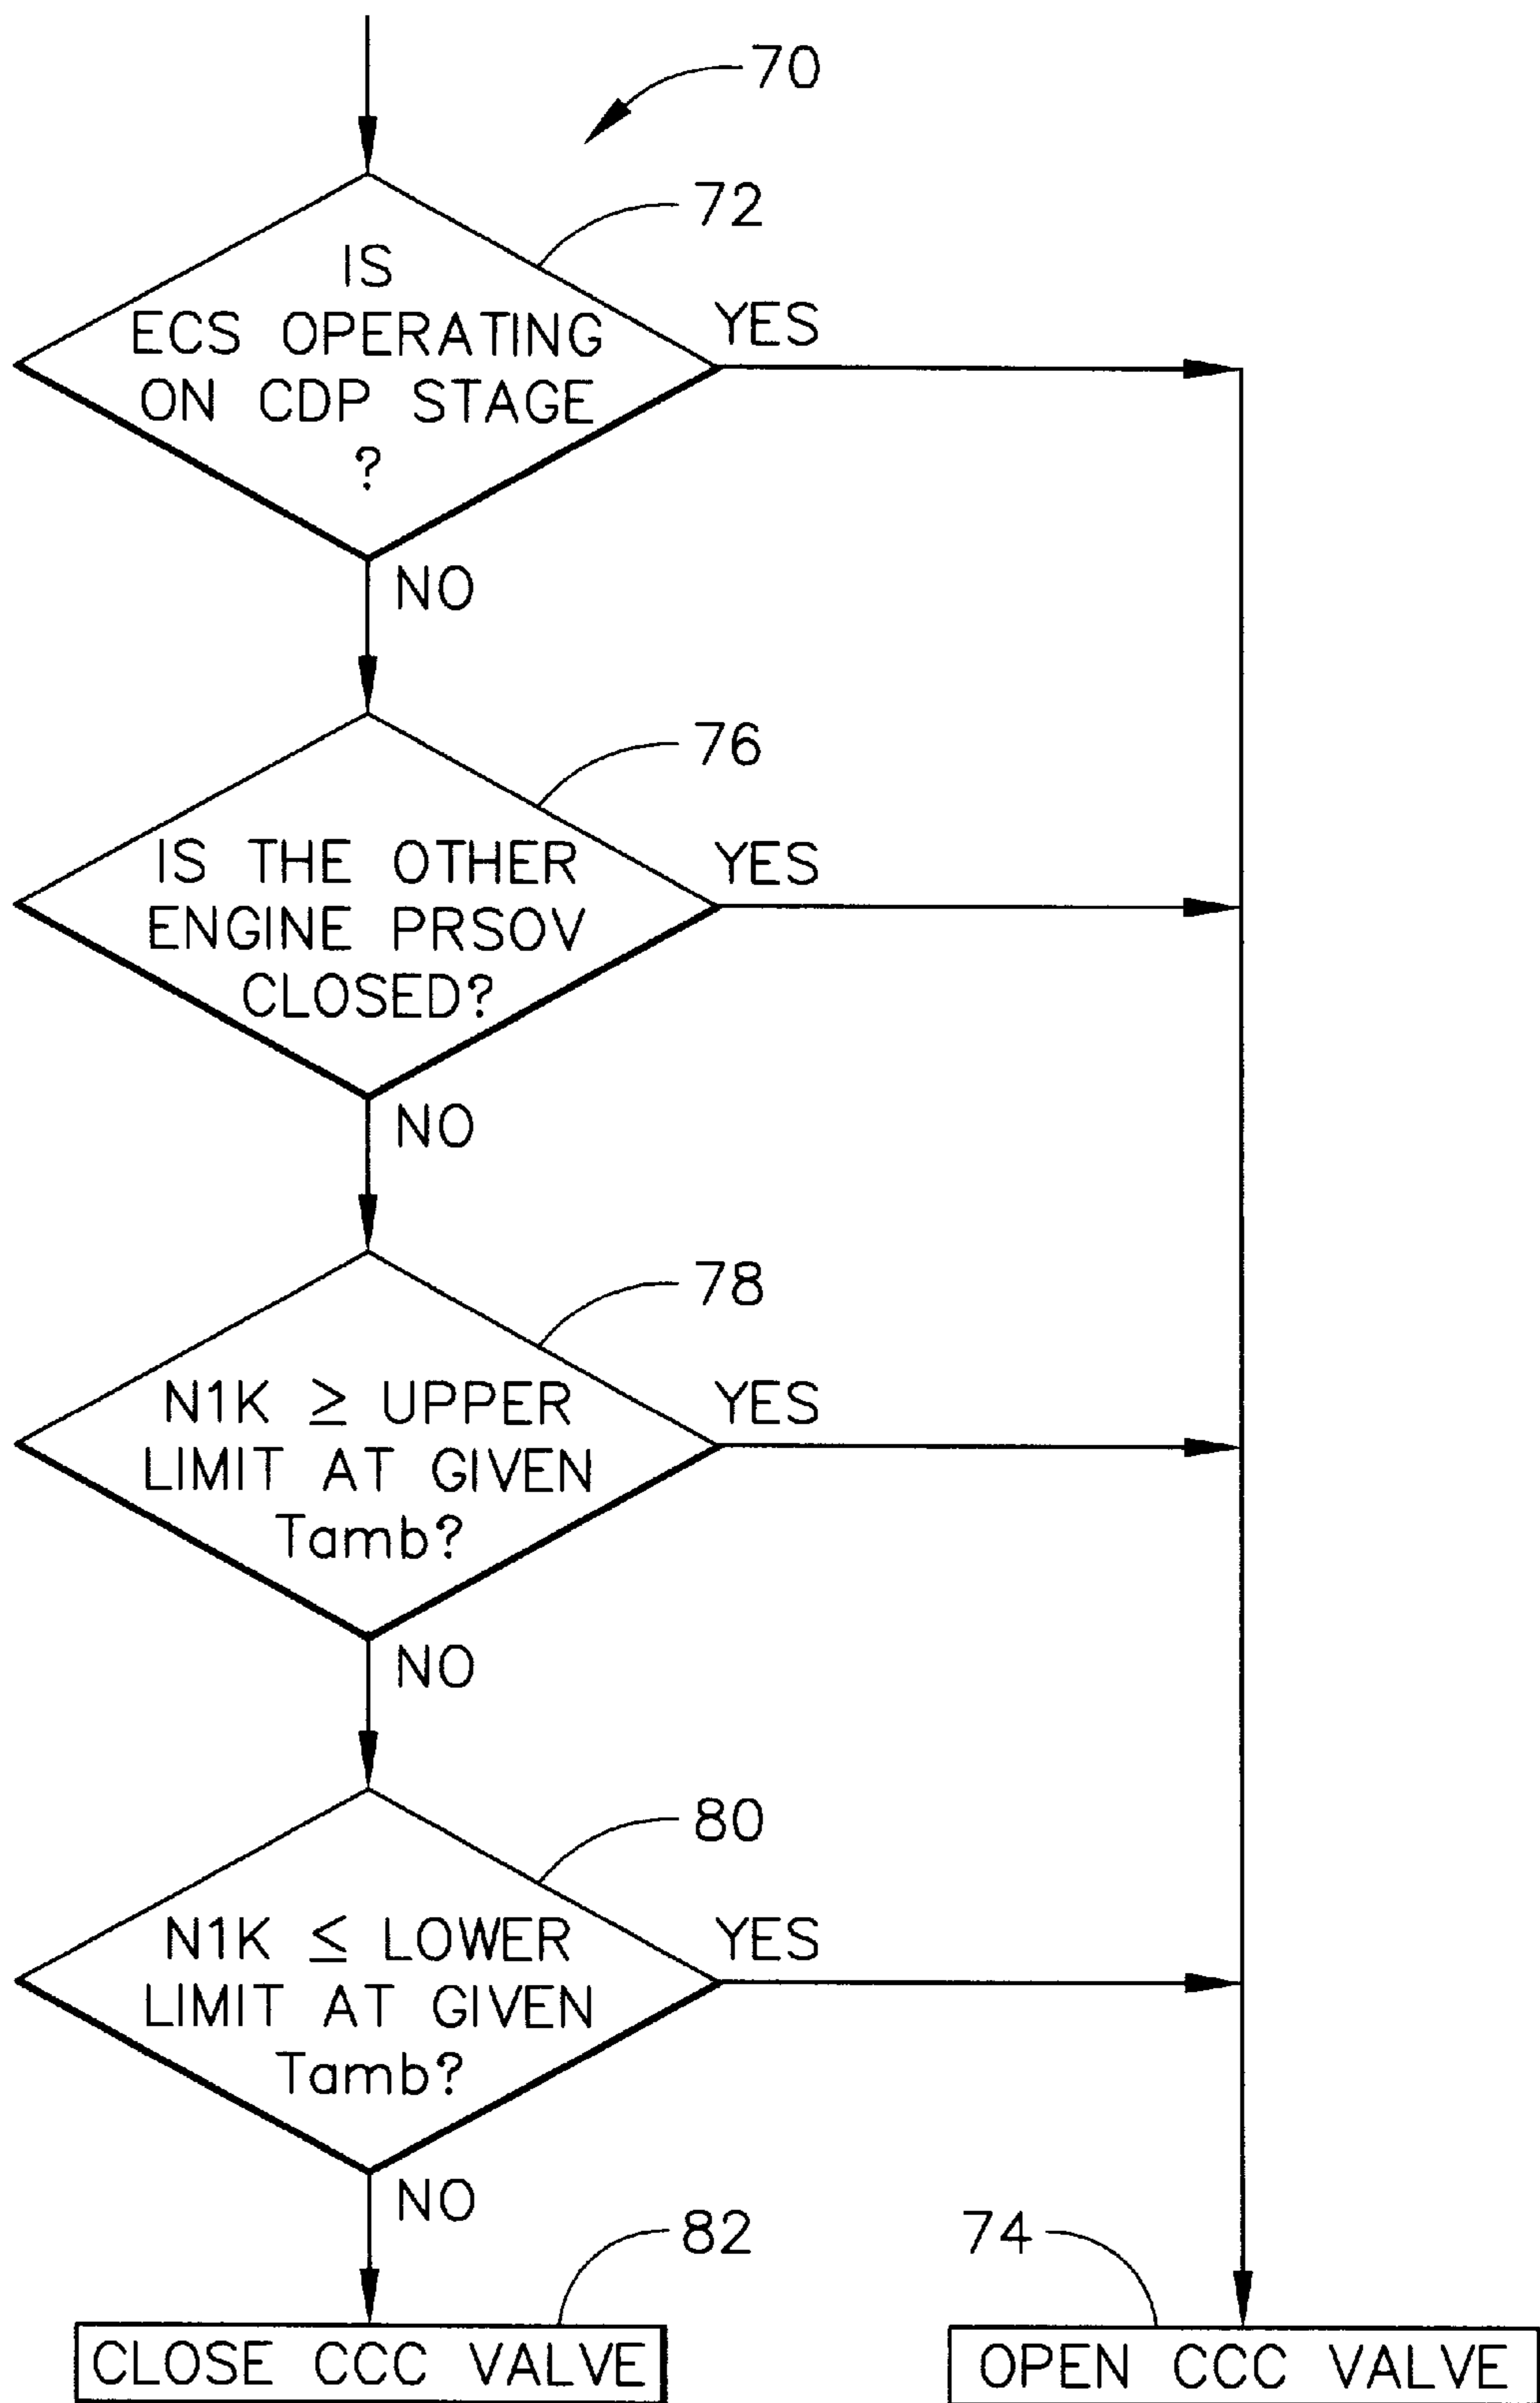 70
72
IS
ECS OPERATING
ON CDP STAGE
?
YES
NO
76
IS THE OTHER
ENGINE PRSOV
CLOSED?
YES
NO
78
N1K ≥ UPPER
LIMIT AT GIVEN
Tamb?
YES
NO
80
N1K ≤ LOWER
LIMIT AT GIVEN
Tamb?
YES
NO
82
74
CLOSE CCC VALVE
OPEN CCC VALVE